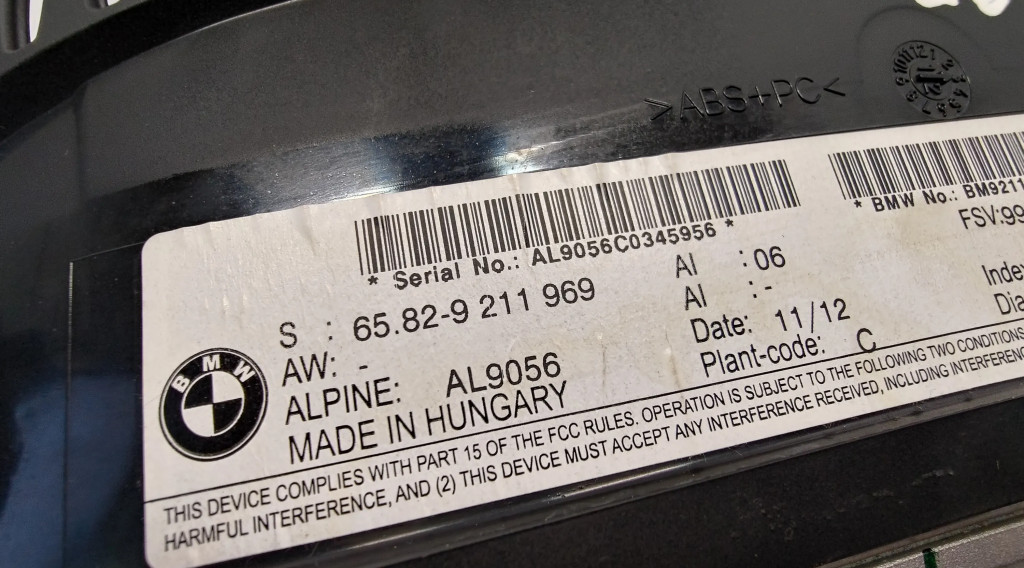 >ABS+PC<
* Serial No.: AL9056C0345956 *
* BMW No.: BM9211
FSV:99
S : 65.82-9 211 969
AI : 06
AW: -
AI : -
Date: 11/12
ALPINE: AL9056
Plant-code: C
MADE IN HUNGARY
BMW
THIS DEVICE COMPLIES WITH PART 15 OF THE FCC RULES. OPERATION IS SUBJECT TO THE FOLLOWING TWO CONDITIONS
HARMFUL INTERFERENCE, AND (2) THIS DEVICE MUST ACCEPT ANY INTERFERENCE RECEIVED, INCLUDING INTERFERENCE